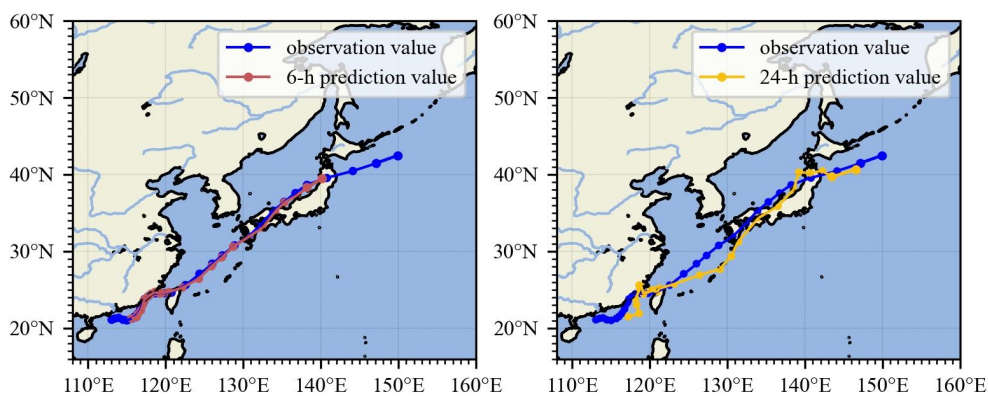 60°N
50°N
40°N
30°N
20°N
110°E 120°E 130°E 140°E 150°E 160°E
observation value
6-h prediction value
60°N
50°N
40°N
30°N
20°N
110°E 120°E 130°E 140°E 150°E 160°E
observation value
24-h prediction value